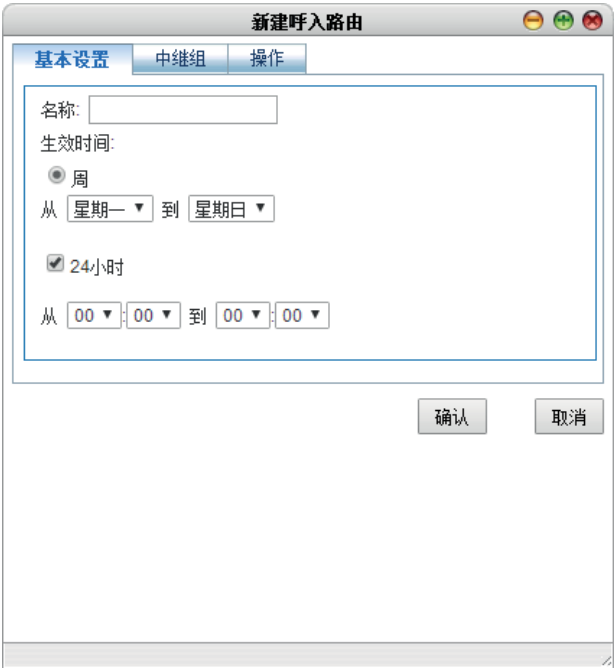 新建呼入路由
基本设置 中继组 操作
名称:
生效时间:
周
从 星期一 到 星期日
24小时
从 00 : 00 到 00 : 00
确认 取消